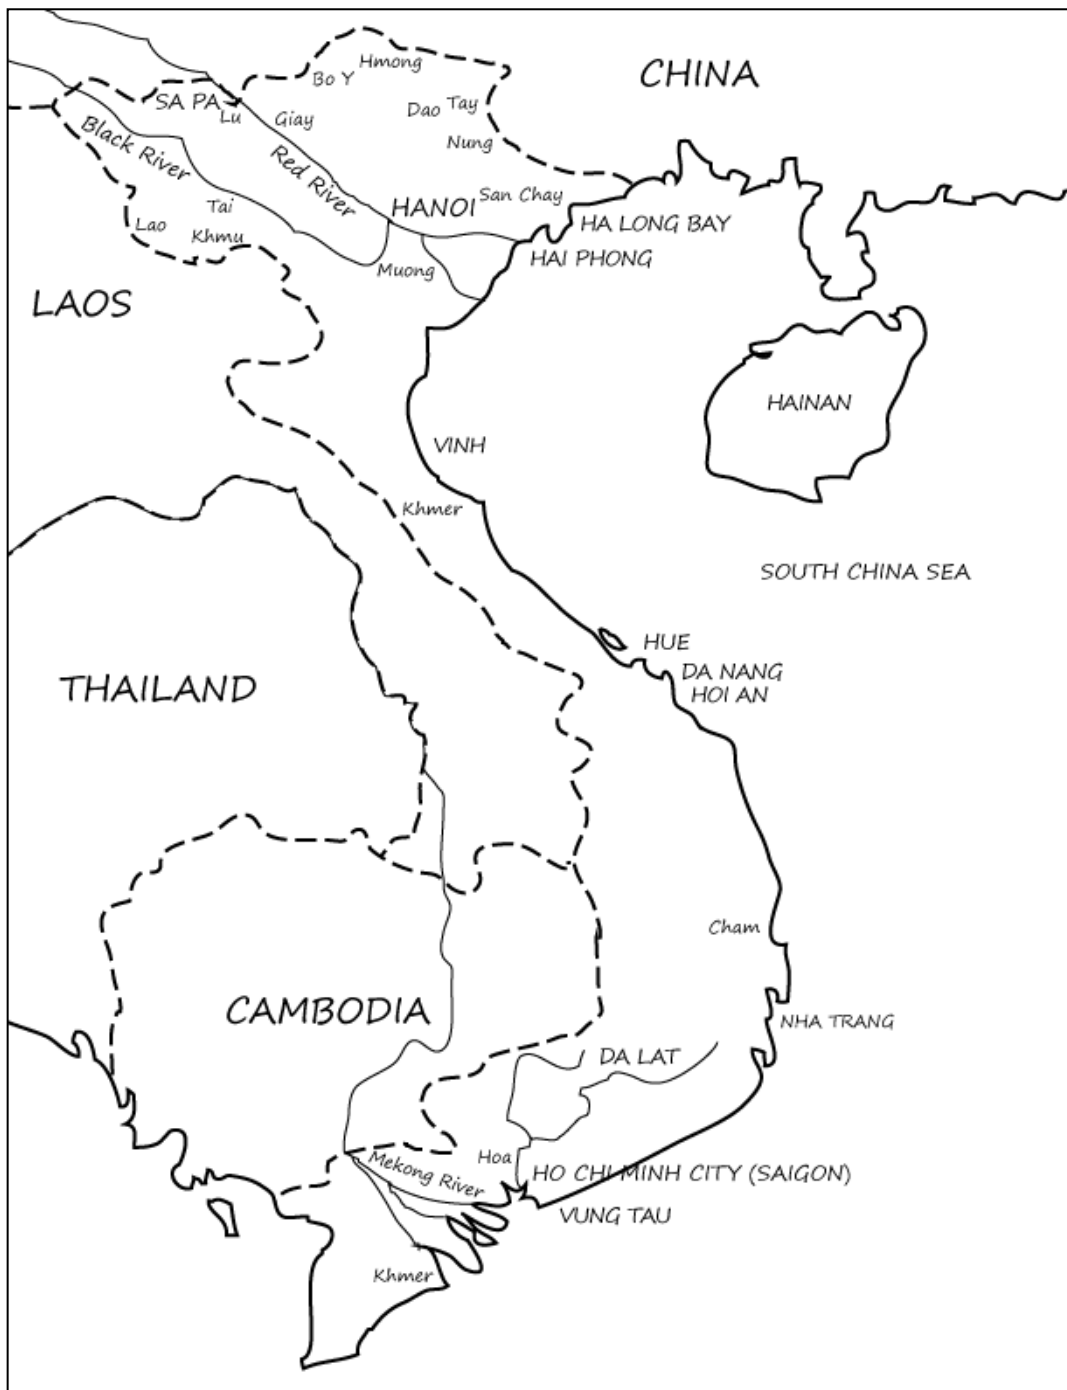 Hmong
CHINA
Bo Y
SA PA
Lu
Giay
Dao
Tay
Nung
Black River
Red River
San Chay
HANOI
Tai
Lao
Khmu
HA LONG BAY
HAI PHONG
Muong
LAOS
HAINAN
VINH
Khmer
SOUTH CHINA SEA
HUE
DA NANG
HOI AN
THAILAND
Cham
CAMBODIA
NHA TRANG
DA LAT
Hoa
Mekong River
HO CHI MINH CITY (SAIGON)
VUNG TAU
Khmer